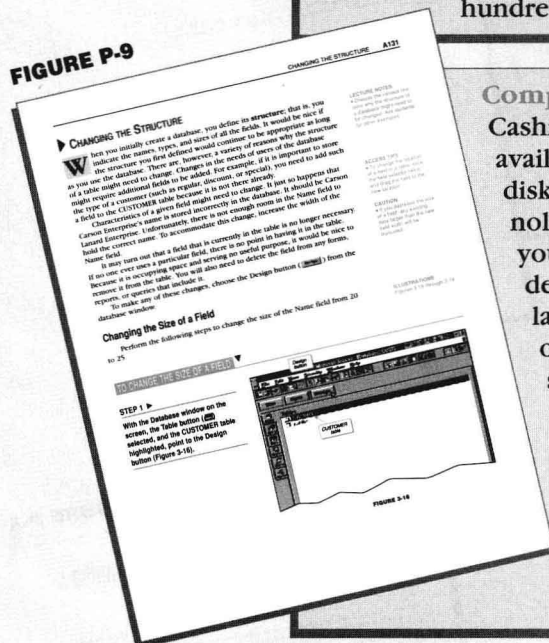 hundre
FIGURE P-9
CHANGING THE STRUCTURE A131
CHANGING THE STRUCTURE
When you initially create a database, you define its structure; that is, you
indicate the names, types, and sizes of all the fields. It would be nice if
the structure you first defined would continue to be appropriate as long
as you use the database. There are, however, a variety of reasons why the structure
of a table might need to change. Changes in the needs of users of the database
might require additional fields to be added. For example, if it is important to store
the type of a customer (such as regular, discount, or special), you need to add such
a field to the CUSTOMER table because it is not there already.
Characteristics of a given field might need to change. It just so happens that
Carson Enterprise's name is stored incorrectly in the database. It should be Carson
Lanard Enterprise. Unfortunately, there is not enough room in the Name field to
hold the correct name. To accommodate this change, increase the width of the
Name field.
It may turn out that a field that is currently in the table is no longer necessary.
If no one ever uses a particular field, there is no point in having it in the table.
Because it is occupying space and serving no useful purpose, it would be nice to
remove it from the table. You will also need to delete the field from any forms,
reports, or queries that include it.
To make any of these changes, choose the Design button ( ) from the
database window.
LECTURE NOTES
ACCESS TIPS
CAUTION
ILLUSTRATIONS
Changing the Size of a Field
Perform the following steps to change the size of the Name field from 20
to 25.
TO CHANGE THE SIZE OF A FIELD
STEP 1
With the Database window on the
screen, the Table button ( )
selected, and the CUSTOMER table
highlighted, point to the Design
button (Figure 3-16).
Design
button
CUSTOMER
table
FIGURE 3-16
Comp
Cash
avail
disk
nol
you
de
la